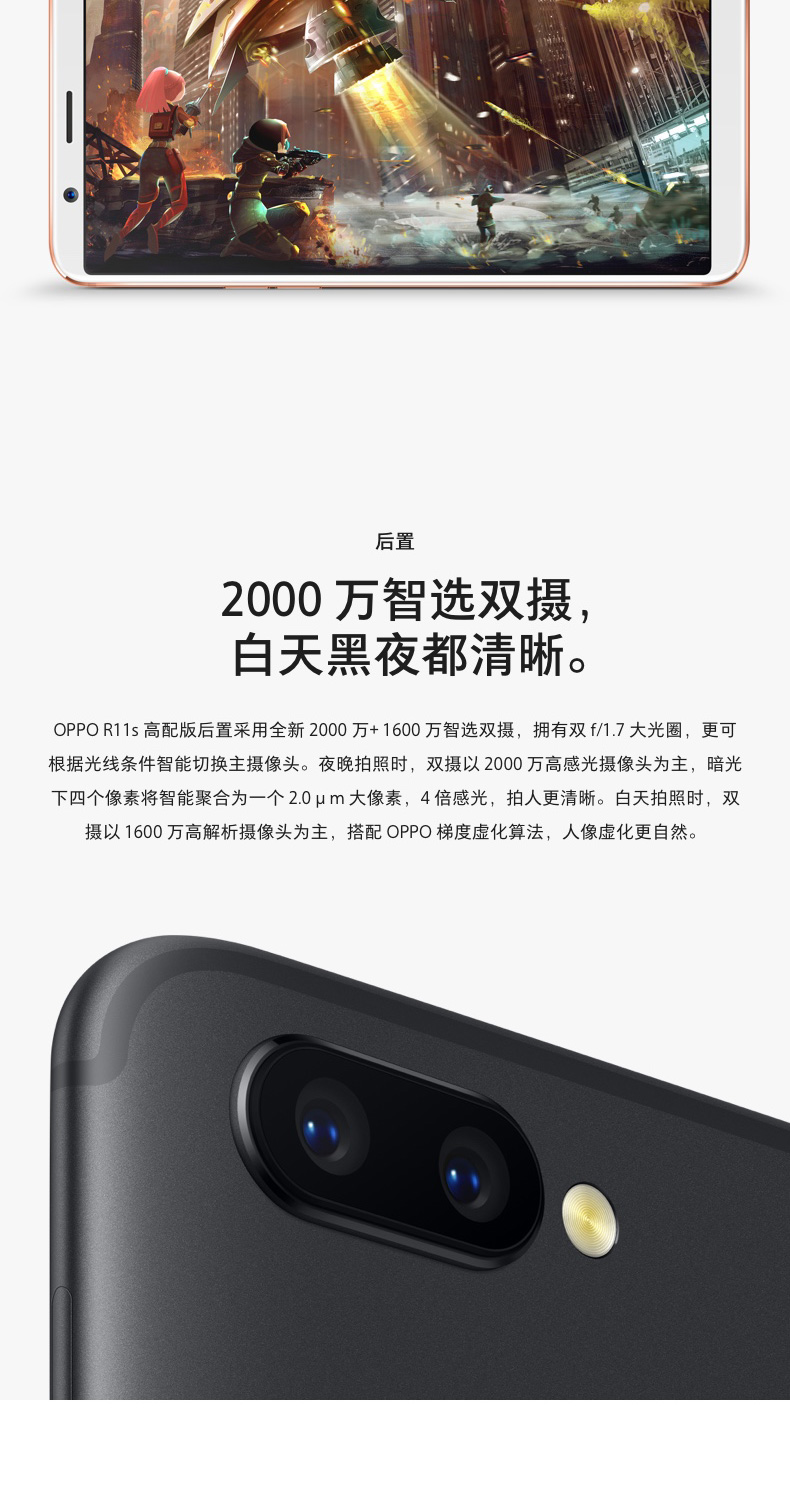 后置
2000 万智选双摄，
白天黑夜都清晰。
OPPO R11s 高配版后置采用全新 2000 万+ 1600 万智选双摄，拥有双 f/1.7 大光圈，更可
根据光线条件智能切换主摄像头。夜晚拍照时，双摄以 2000 万高感光摄像头为主，暗光
下四个像素将智能聚合为一个 2.0 μ m 大像素，4 倍感光，拍人更清晰。白天拍照时，双
摄以 1600 万高解析摄像头为主，搭配 OPPO 梯度虚化算法，人像虚化更自然。